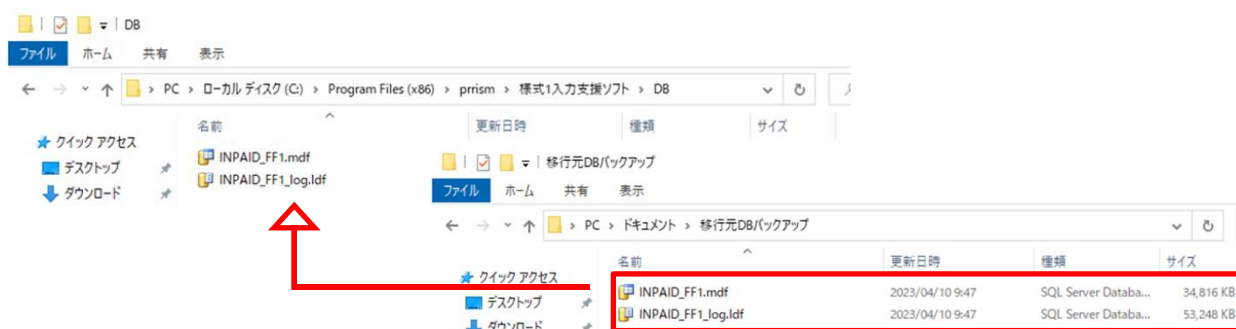 DB
ファイル ホーム 共有 表示
PC › ローカル ディスク (C:) › Program Files (x86) › prrism › 様式1入力支援ソフト › DB
名前 更新日時 種類 サイズ
クイック アクセス
デスクトップ
ダウンロード
INPAID_FF1.mdf
INPAID_FF1_log.ldf
移行元DBバックアップ
ファイル ホーム 共有 表示
PC › ドキュメント › 移行元DBバックアップ
名前 更新日時 種類 サイズ
クイック アクセス
デスクトップ
ダウンロード
INPAID_FF1.mdf 2023/04/10 9:47 SQL Server Databa... 34,816 KB
INPAID_FF1_log.ldf 2023/04/10 9:47 SQL Server Databa... 53,248 KB